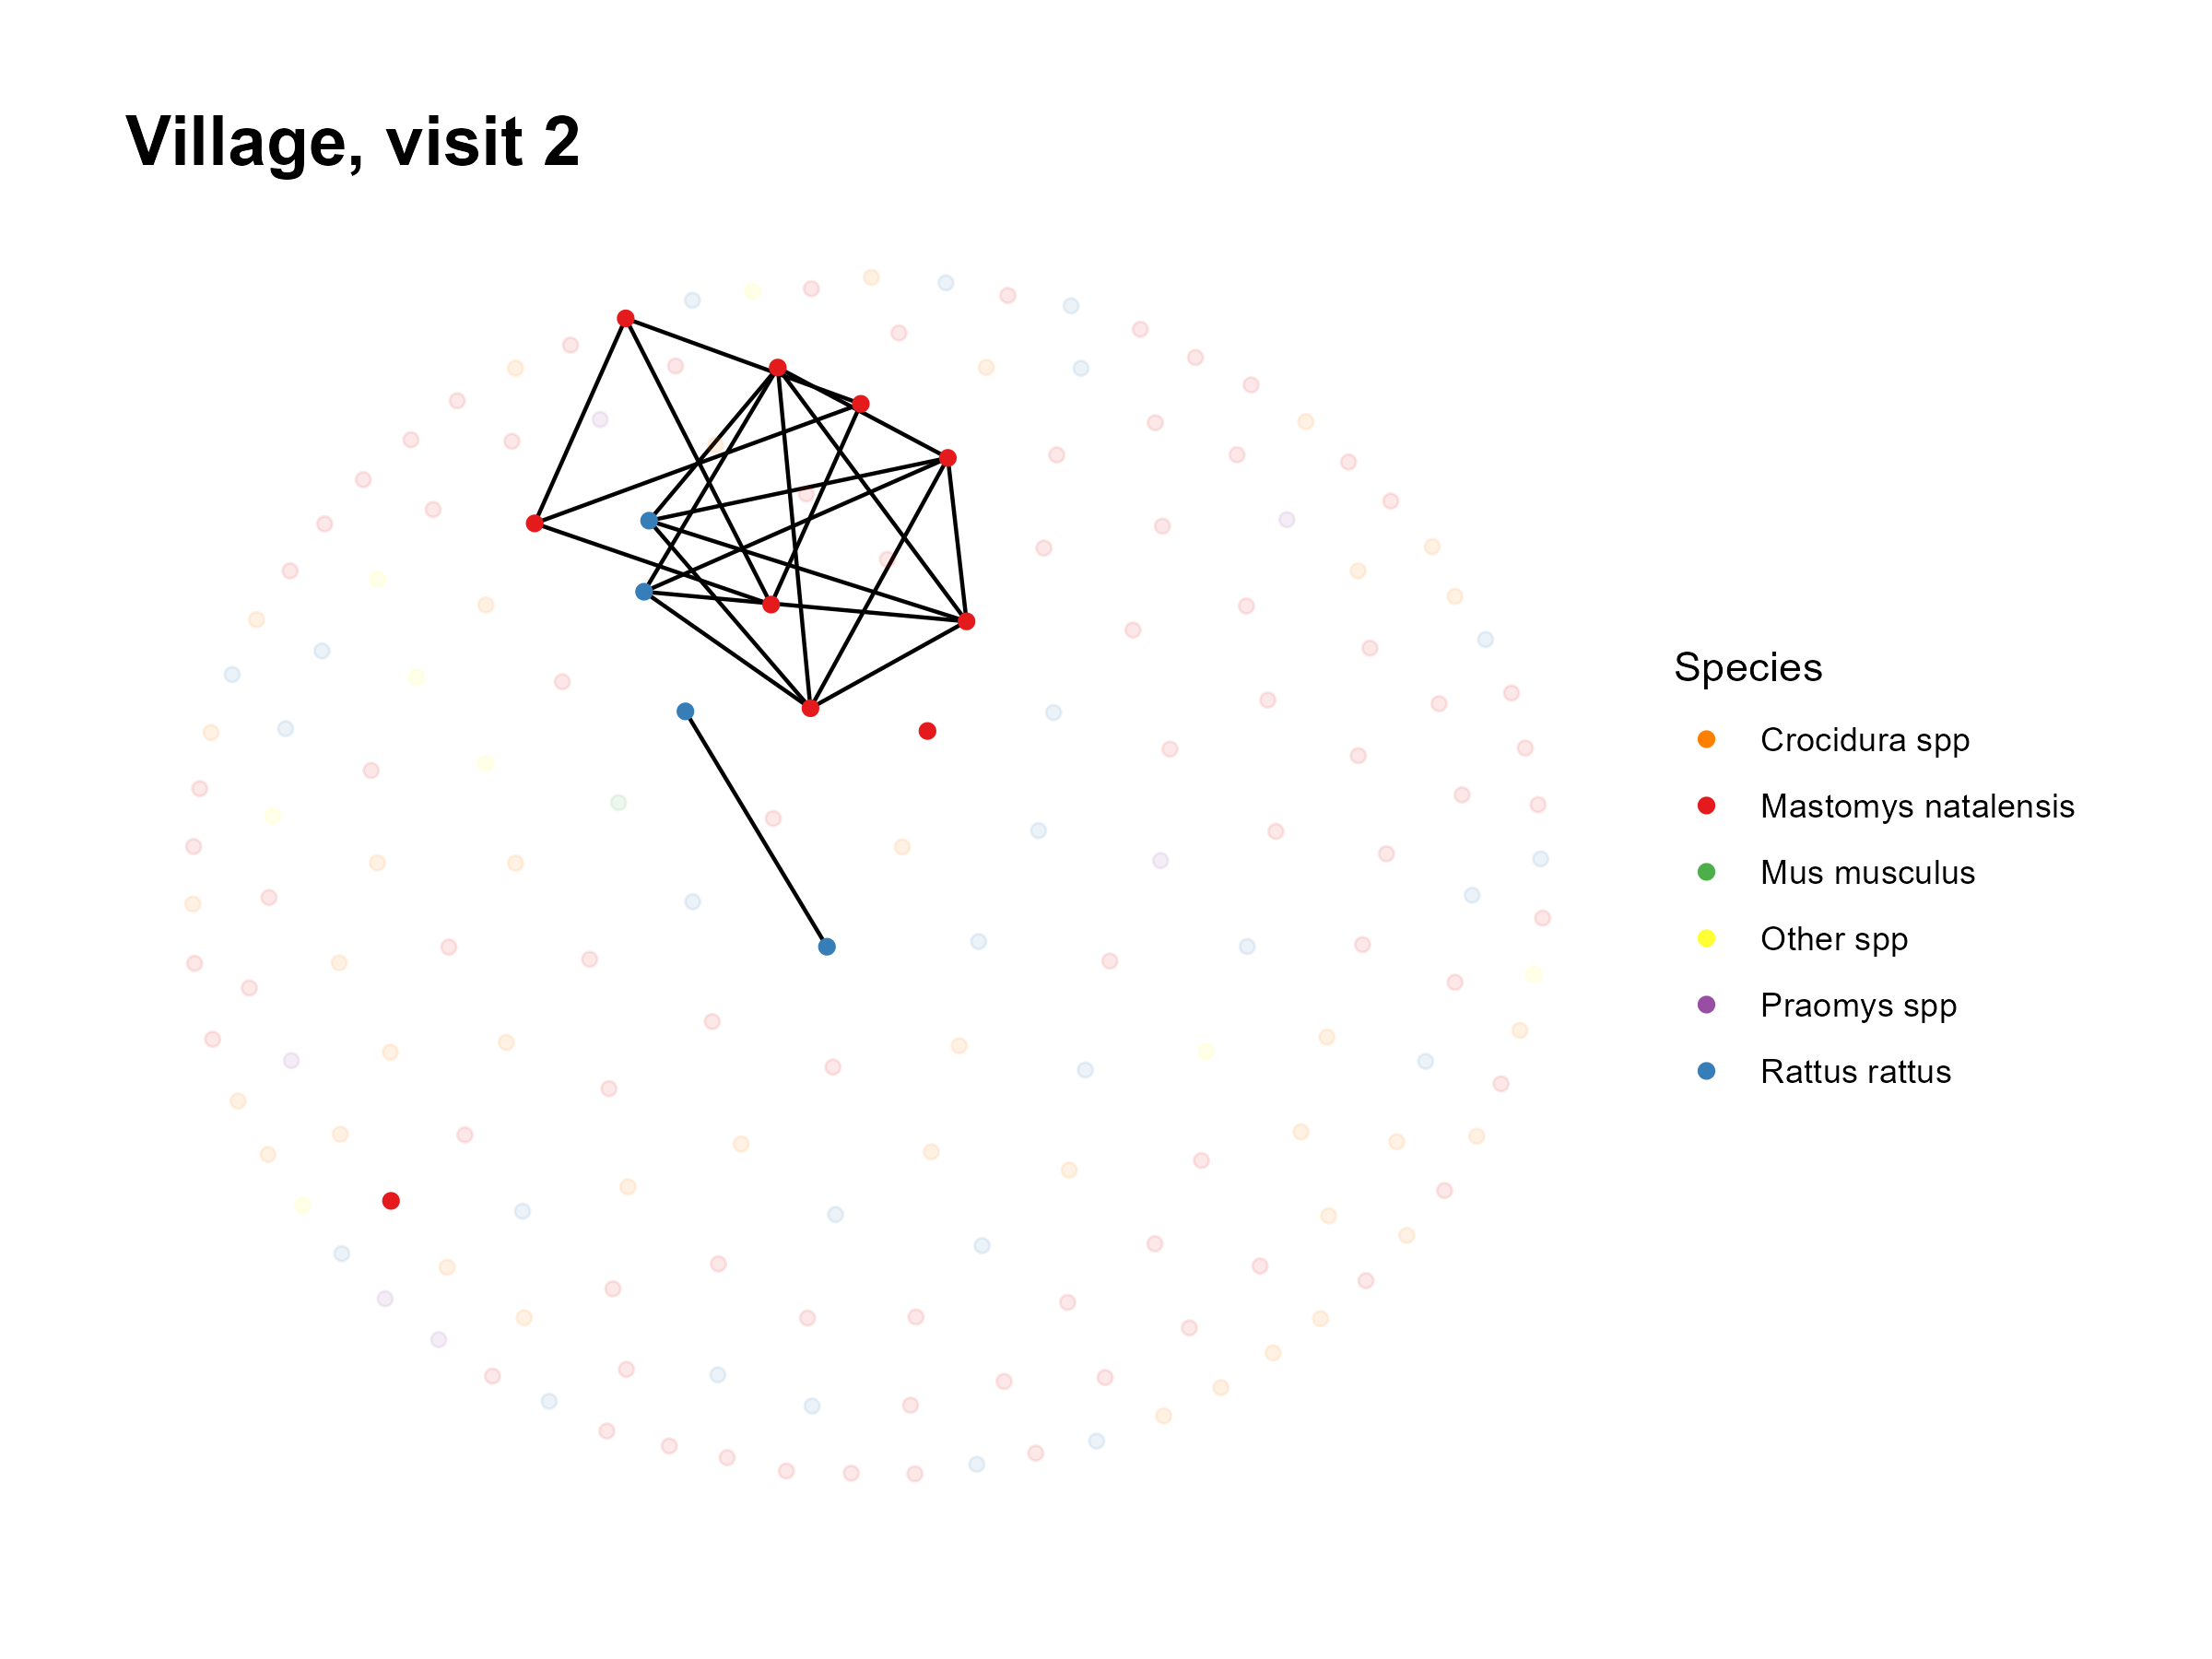 Village, visit 2
Species
Crocidura spp
Mastomys natalensis
Mus musculus
Other spp
Praomys spp
Rattus rattus